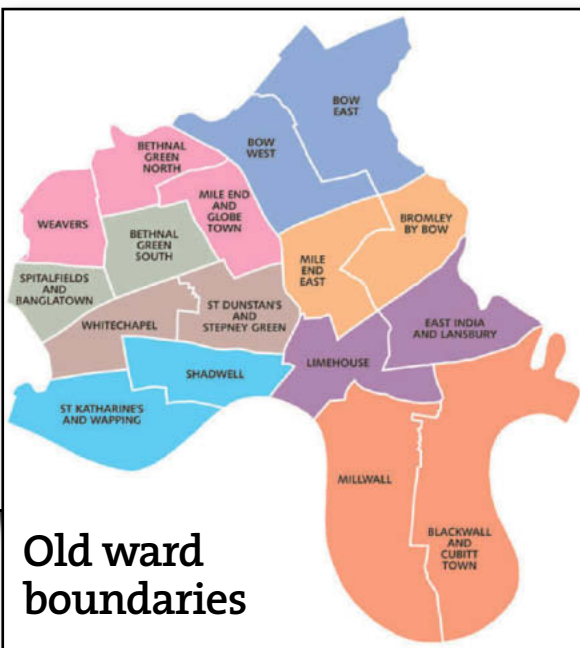 BOW
EAST
BOW
WEST
BETHNAL
GREEN
NORTH
MILE END
AND
GLOBE
TOWN
WEAVERS
BROMLEY
BY BOW
BETHNAL
GREEN
SOUTH
MILE
END
EAST
SPITALFIELDS
AND
BANGLATOWN
ST DUNSTAN'S
AND
STEPNEY GREEN
WHITECHAPEL
EAST INDIA
AND LANSBURY
LIMEHOUSE
SHADWELL
ST KATHARINE'S
AND WAPPING
MILLWALL
BLACKWALL
AND
CUBITT
TOWN
Old ward
boundaries